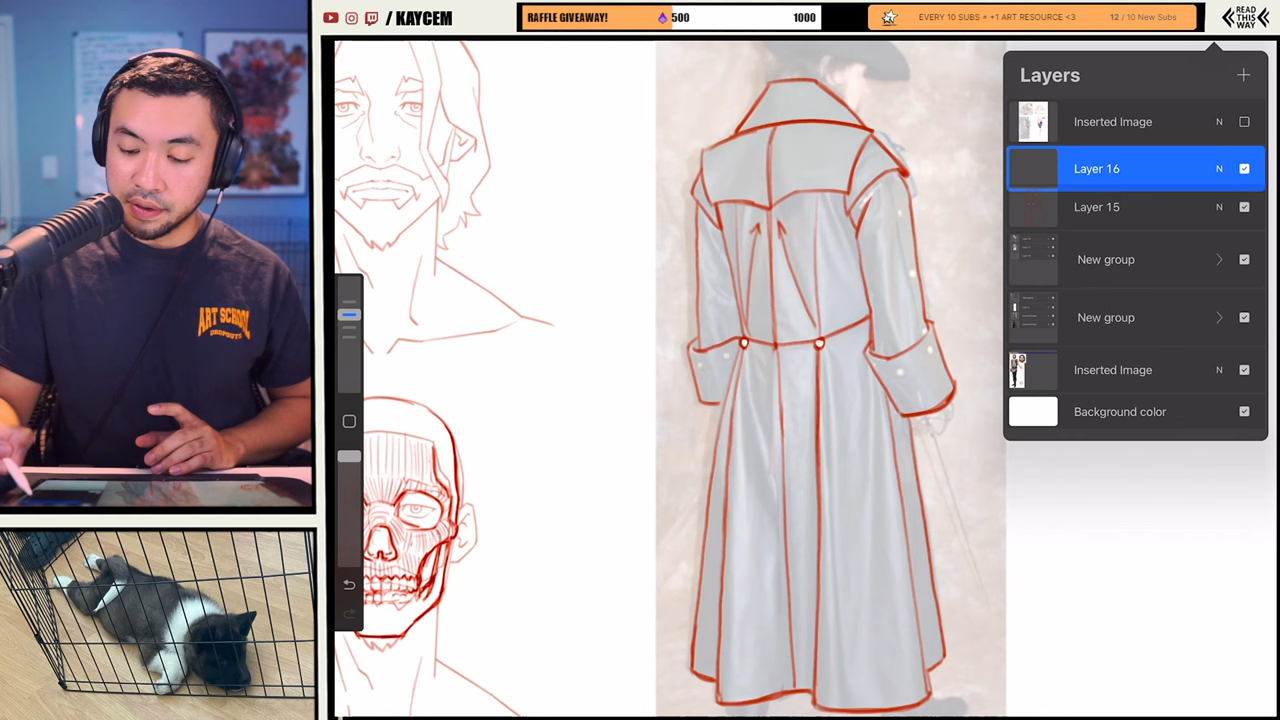 / KAYCEM
RAFFLE GIVEAWAY!
500
1000
EVERY 10 SUBS = +1 ART RESOURCE <3
12 / 10 New Subs
READ
THIS
WAY
Layers
Inserted Image
N
Layer 16
N
Layer 15
N
New group
New group
Inserted Image
N
Background color
ART SCHOOL
DROPOUTS